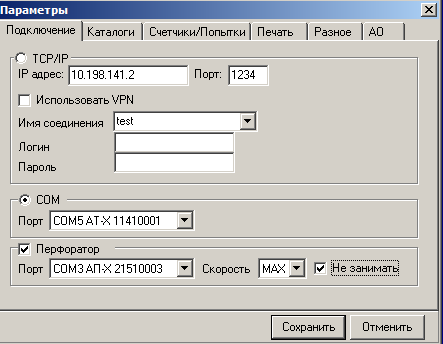 Параметры
Подключение Каталоги Счетчики/Попытки Печать Разное АО
TCP/IP
IP адрес: 10.198.141.2 Порт: 1234
Использовать VPN
Имя соединения test
Логин
Пароль
COM
Порт COM5 АТ-Х 11410001
Перфоратор
Порт COM3 АП-Х 21510003 Скорость MAX Не занимать
Сохранить Отменить